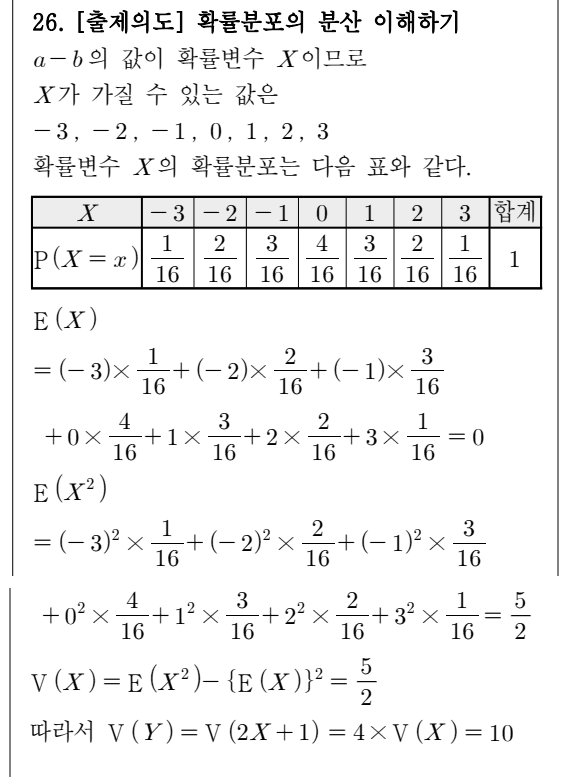 26. [출제의도] 확률분포의 분산 이해하기
a-b의 값이 확률변수 X이므로
X가 가질 수 있는 값은
-3, -2, -1, 0, 1, 2, 3
확률변수 X의 확률분포는 다음 표와 같다.
X -3 -2 -1 0 1 2 3 합계
P(X=x) 1/16 2/16 3/16 4/16 3/16 2/16 1/16 1
E(X)
=(-3)×1/16+(-2)×2/16+(-1)×3/16
+0×4/16+1×3/16+2×2/16+3×1/16=0
E(X²)
=(-3)²×1/16+(-2)²×2/16+(-1)²×3/16
+0²×4/16+1²×3/16+2²×2/16+3²×1/16=5/2
V(X)=E(X²)-{E(X)}²=5/2
따라서 V(Y)=V(2X+1)=4×V(X)=10